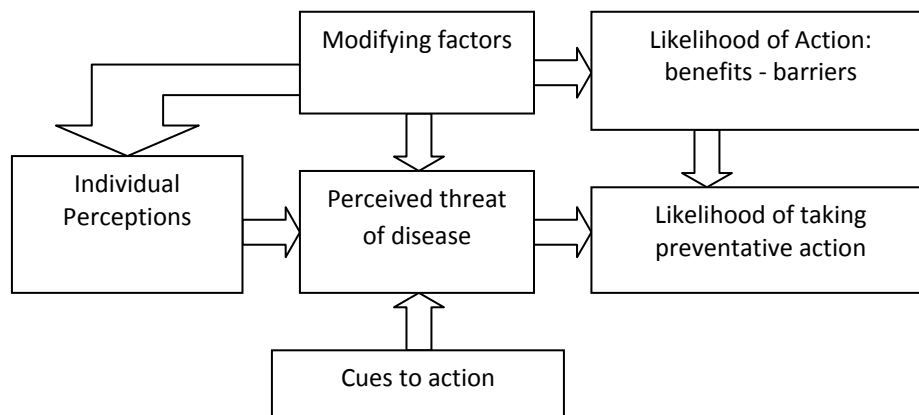 Modifying factors
Likelihood of Action:
benefits - barriers
Individual
Perceptions
Perceived threat
of disease
Likelihood of taking
preventative action
Cues to action